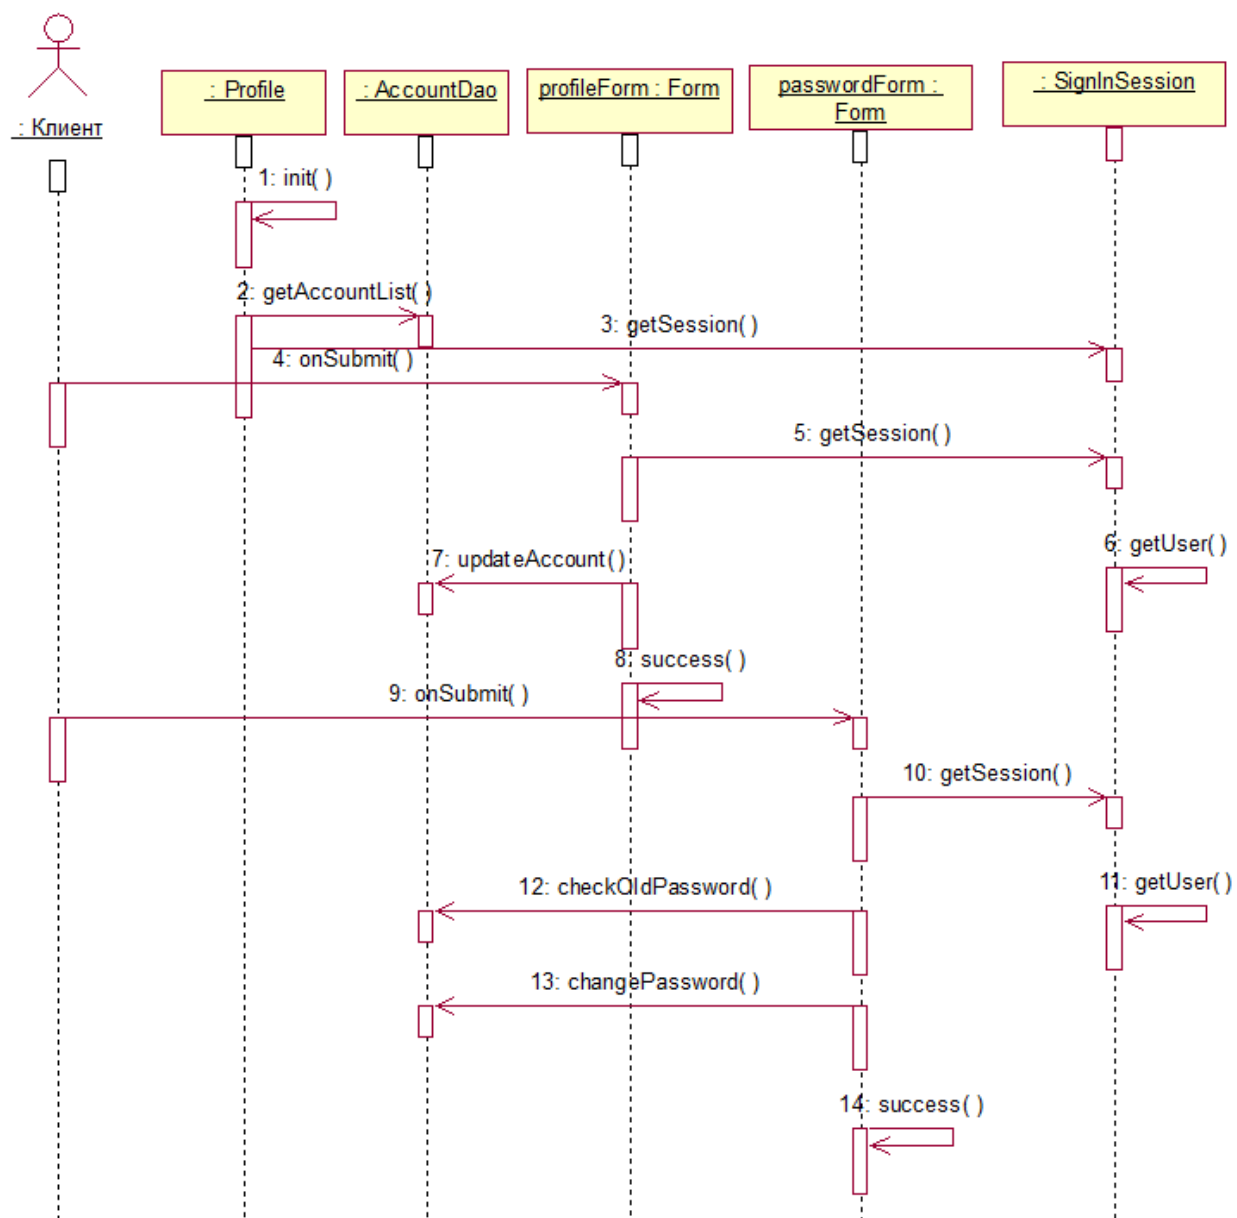 : Клиент
: Profile
: AccountDao
profileForm : Form
passwordForm :
Form
: SignInSession
1: init( )
2: getAccountList( )
3: getSession( )
4: onSubmit( )
5: getSession( )
6: getUser( )
7: updateAccount( )
8: success( )
9: onSubmit( )
10: getSession( )
11: getUser( )
12: checkOldPassword( )
13: changePassword( )
14: success( )